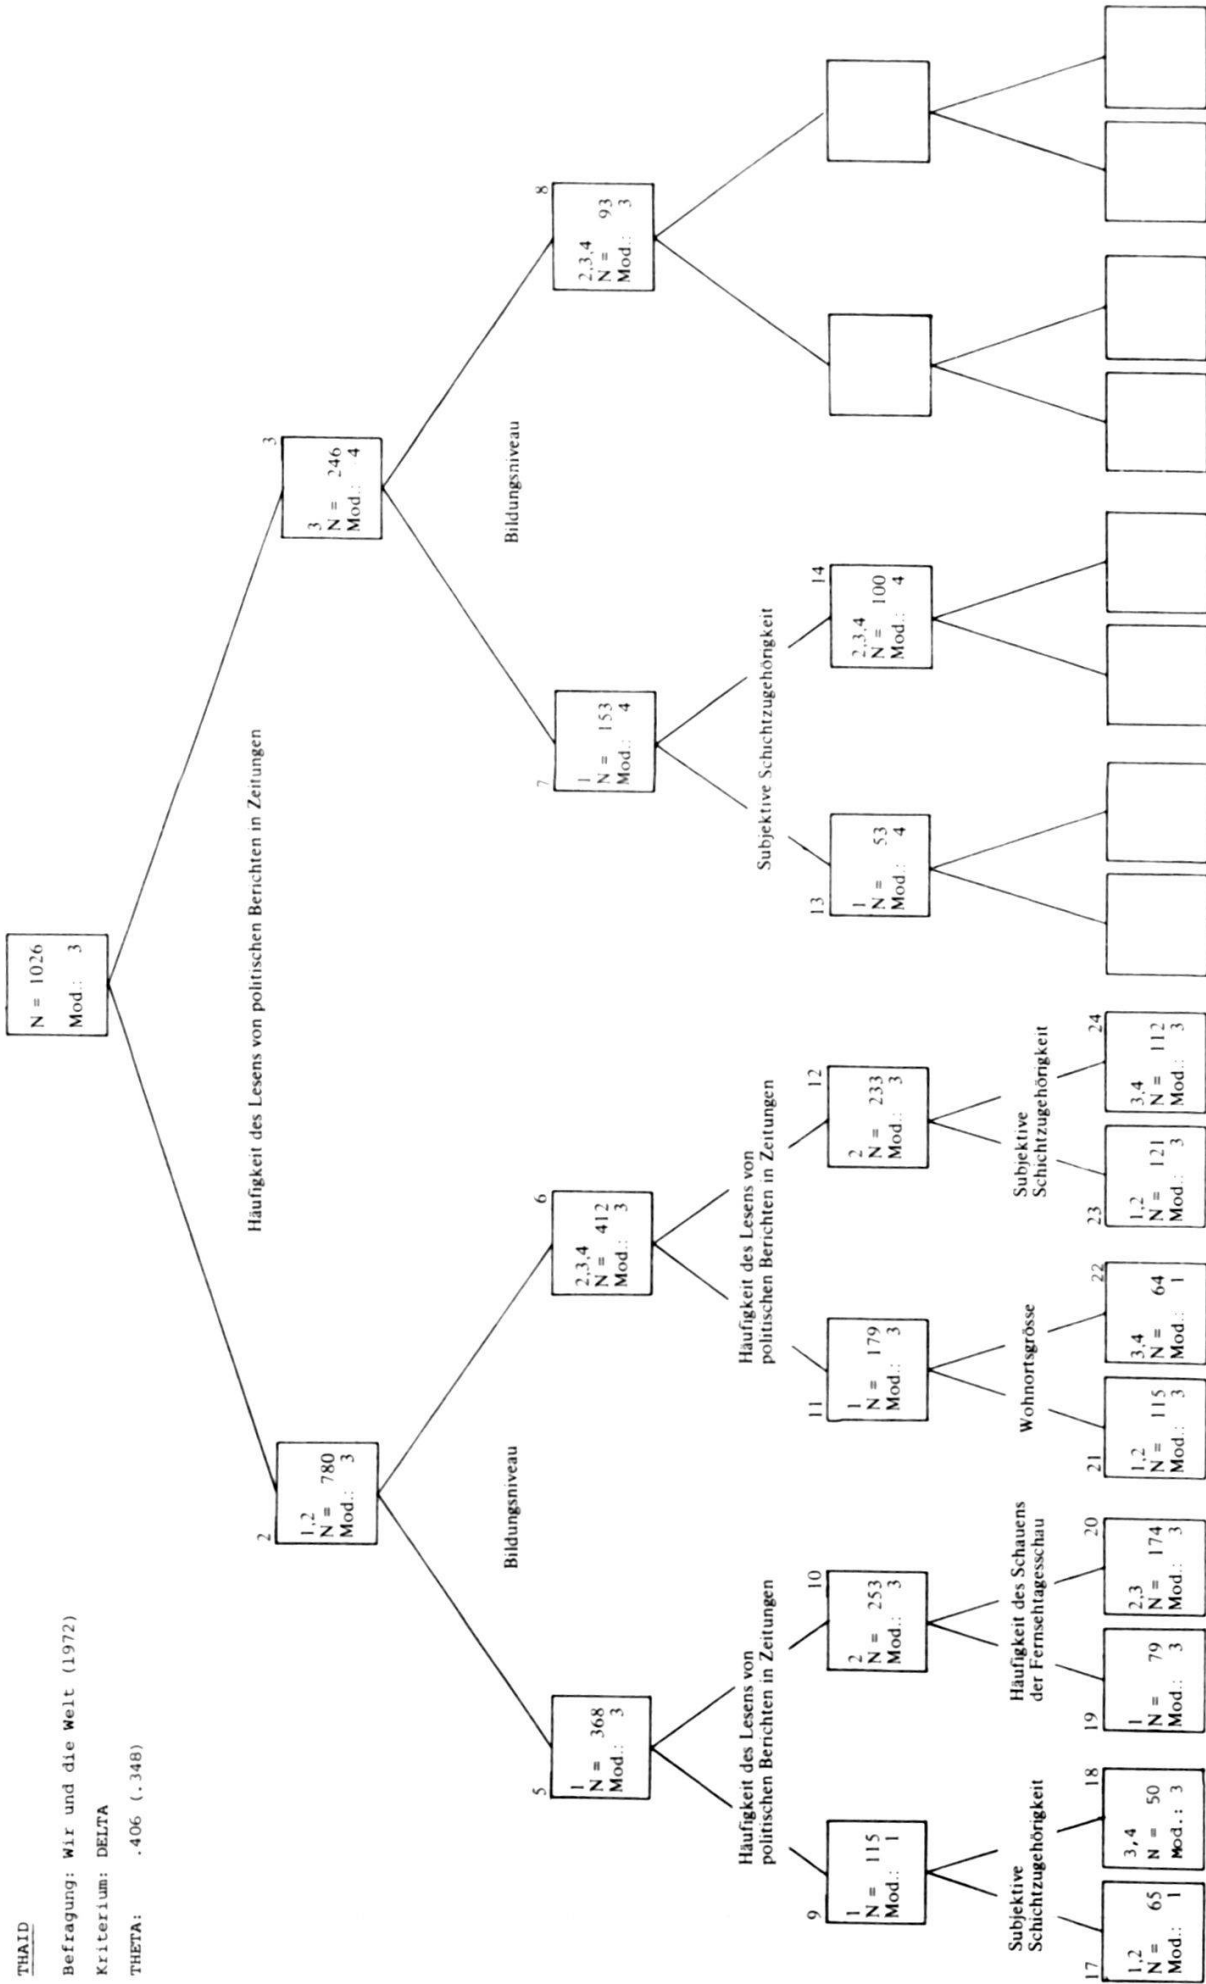 THAID
Befragung: Wir und die Welt (1972)
Kriterium: DELTA
THETA: .406 (.348)
N = 1026
Mod.: 3
Häufigkeit des Lesens von politischen Berichten in Zeitungen
2
1,2
N = 780
Mod.: 3
3
3
N = 246
Mod.: 4
Bildungsniveau
Bildungsniveau
5
1
N = 368
Mod.: 3
6
2,3,4
N = 412
Mod.: 3
7
1
N = 153
Mod.: 4
8
2,3,4
N = 93
Mod.: 3
Häufigkeit des Lesens von
politischen Berichten in Zeitungen
Häufigkeit des Lesens von
politischen Berichten in Zeitungen
Subjektive Schichtzugehöngkeit
9
1
N = 115
Mod.: 1
10
2
N = 253
Mod.: 3
11
1
N = 179
Mod.: 3
12
2
N = 233
Mod.: 3
13
1
N = 53
Mod.: 4
14
2,3,4
N = 100
Mod.: 4
Subjektive
Schichtzugehörigkeit
Häufigkeit des Schauens
der Fernsehtagesschau
Wohnortsgrösse
Subjektive
Schichtzugehörigkeit
17
1,2
N = 65
Mod.: 1
18
3,4
N = 50
Mod.: 3
19
1
N = 79
Mod.: 3
20
2,3
N = 174
Mod.: 3
21
1,2
N = 115
Mod.: 3
22
3,4
N = 64
Mod.: 1
23
1,2
N = 121
Mod.: 3
24
3,4
N = 112
Mod.: 3